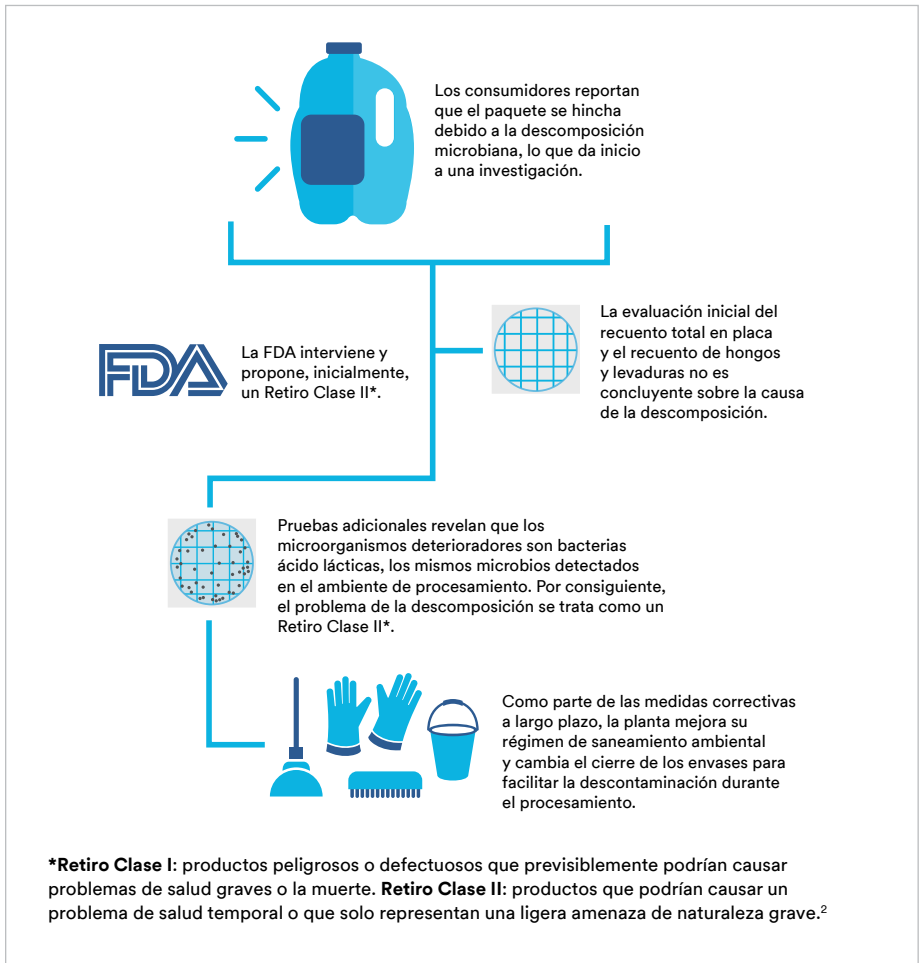 Los consumidores reportan
que el paquete se hincha
debido a la descomposición
microbiana, lo que da inicio
a una investigación.
FDA
La FDA interviene y
propone, inicialmente,
un Retiro Clase II*.
La evaluación inicial del
recuento total en placa
y el recuento de hongos
y levaduras no es
concluyente sobre la causa
de la descomposición.
Pruebas adicionales revelan que los
microorganismos deterioradores son bacterias
ácido lácticas, los mismos microbios detectados
en el ambiente de procesamiento. Por consiguiente,
el problema de la descomposición se trata como un
Retiro Clase II*.
Como parte de las medidas correctivas
a largo plazo, la planta mejora su
régimen de saneamiento ambiental
y cambia el cierre de los envases para
facilitar la descontaminación durante
el procesamiento.
*Retiro Clase I: productos peligrosos o defectuosos que previsiblemente podrían causar
problemas de salud graves o la muerte. Retiro Clase II: productos que podrían causar un
problema de salud temporal o que solo representan una ligera amenaza de naturaleza grave.²